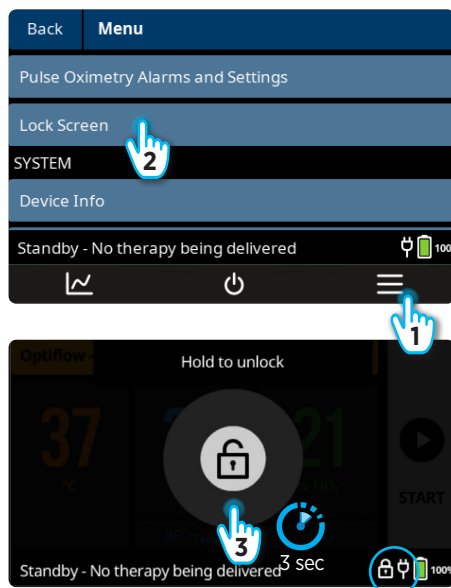 Back Menu
Pulse Oximetry Alarms and Settings
Lock Screen
2
SYSTEM
Device Info
Standby - No therapy being delivered 100
1
Optiflow -
Hold to unlock
37 21
°C FiO₂
START
RR
3
3 sec
Standby - No therapy being delivered 100%